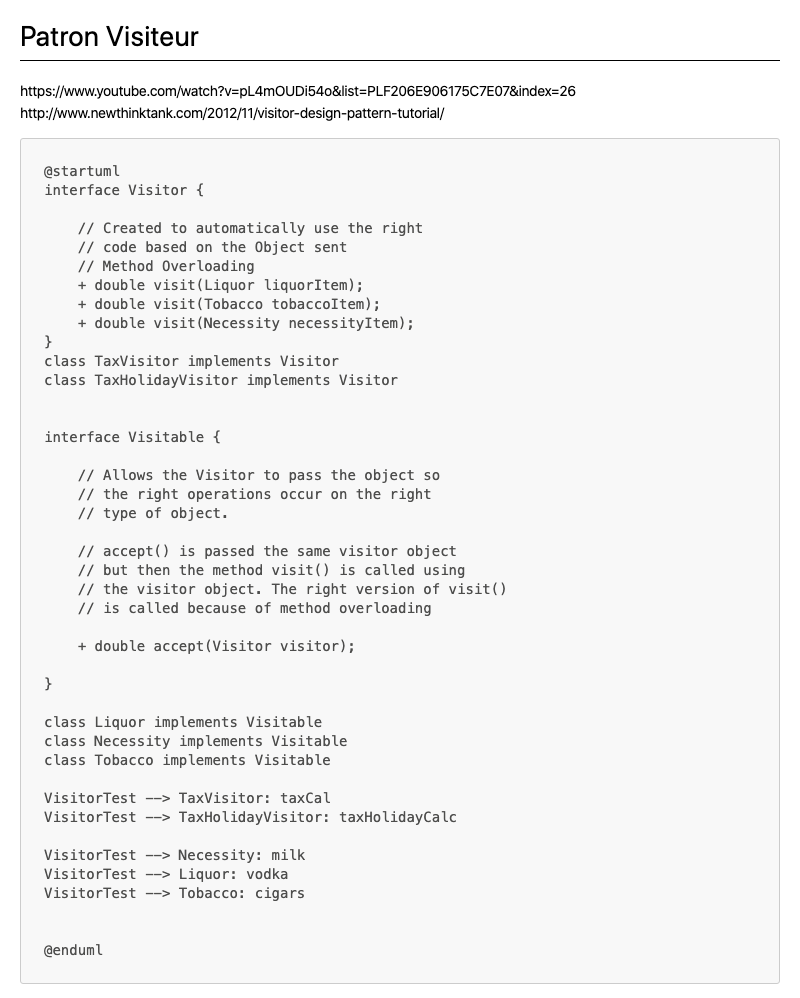 Patron Visiteur
https://www.youtube.com/watch?v=pL4mOUDi54o&list=PLF206E906175C7E07&index=26
http://www.newthinktank.com/2012/11/visitor-design-pattern-tutorial/
@startuml
interface Visitor {
// Created to automatically use the right
// code based on the Object sent
// Method Overloading
+ double visit(Liquor liquorItem);
+ double visit(Tobacco tobaccoItem);
+ double visit(Necessity necessityItem);
}
class TaxVisitor implements Visitor
class TaxHolidayVisitor implements Visitor
interface Visitable {
// Allows the Visitor to pass the object so
// the right operations occur on the right
// type of object.
// accept() is passed the same visitor object
// but then the method visit() is called using
// the visitor object. The right version of visit()
// is called because of method overloading
+ double accept(Visitor visitor);
}
class Liquor implements Visitable
class Necessity implements Visitable
class Tobacco implements Visitable
VisitorTest --> TaxVisitor: taxCal
VisitorTest --> TaxHolidayVisitor: taxHolidayCalc
VisitorTest --> Necessity: milk
VisitorTest --> Liquor: vodka
VisitorTest --> Tobacco: cigars
@enduml